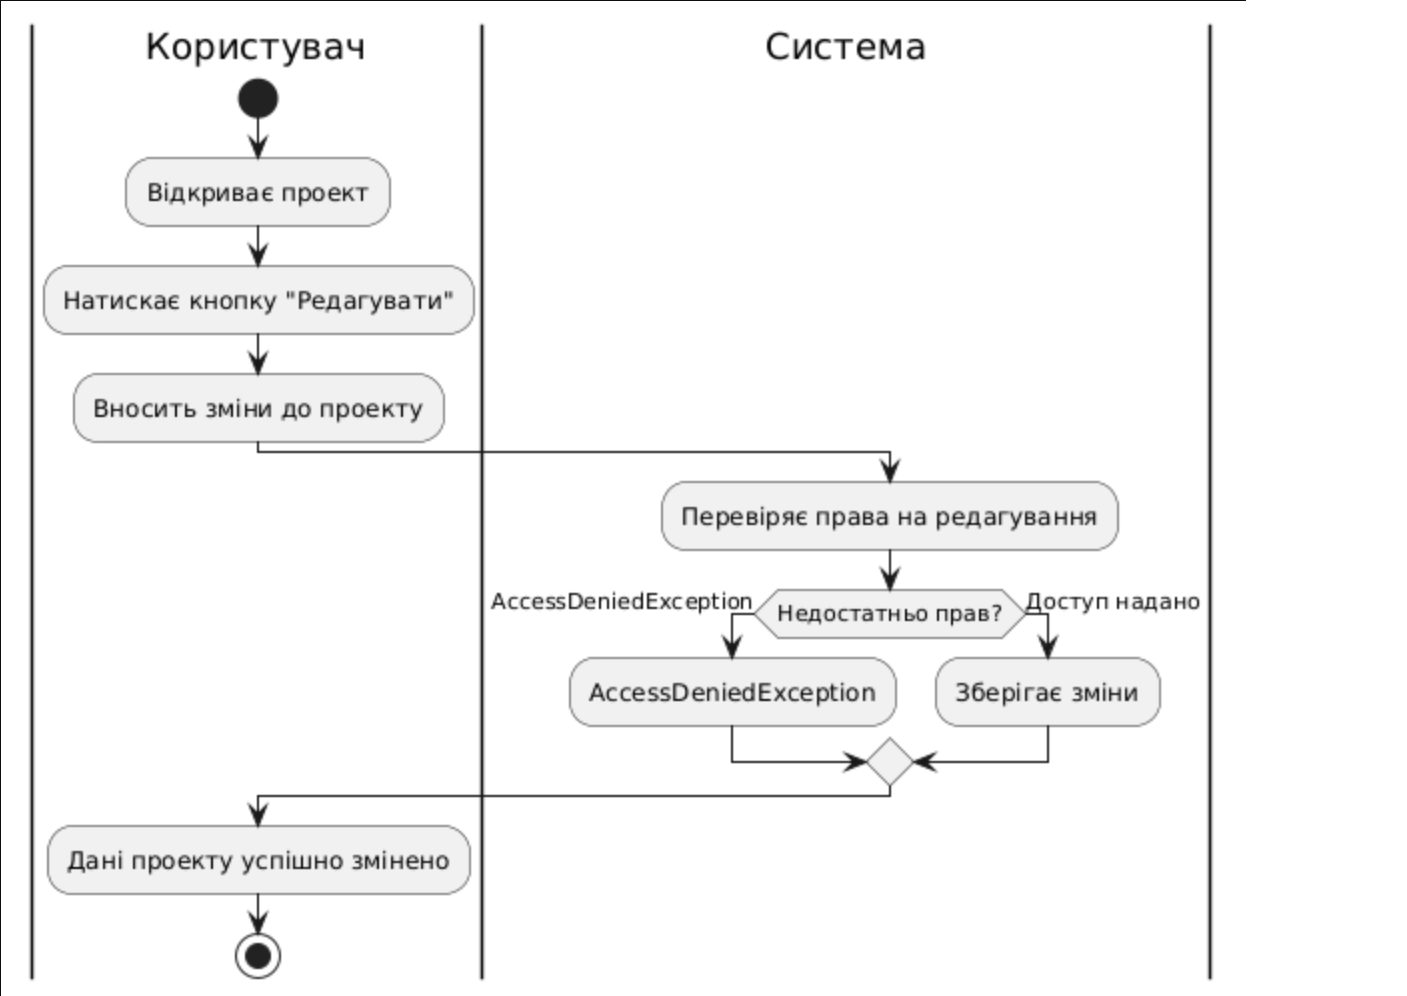 Користувач
Система
Відкриває проект
Натискає кнопку "Редагувати"
Вносить зміни до проекту
Перевіряє права на редагування
AccessDeniedException
Недостатньо прав?
Доступ надано
AccessDeniedException
Зберігає зміни
Дані проекту успішно змінено